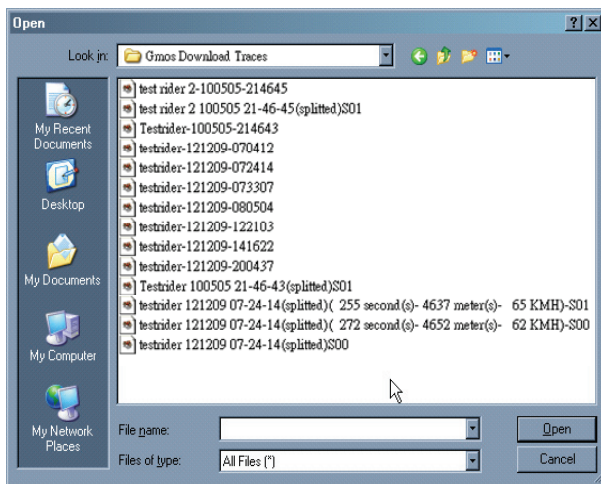 Open
Look in: Gmos Download Traces
My Recent
Documents
Desktop
My Documents
My Computer
My Network
Places
test rider 2-100505-214645
test rider 2 100505 21-46-45(splitted)S01
Testrider-100505-214643
testrider-121209-070412
testrider-121209-072414
testrider-121209-073307
testrider-121209-080504
testrider-121209-122103
testrider-121209-141622
testrider-121209-200437
Testrider 100505 21-46-43(splitted)S01
testrider 121209 07-24-14(splitted)( 255 second(s)- 4637 meter(s)- 65 KMH)-S01
testrider 121209 07-24-14(splitted)( 272 second(s)- 4652 meter(s)- 62 KMH)-S00
testrider 121209 07-24-14(splitted)S00
File name:
Open
Files of type: All Files (*)
Cancel